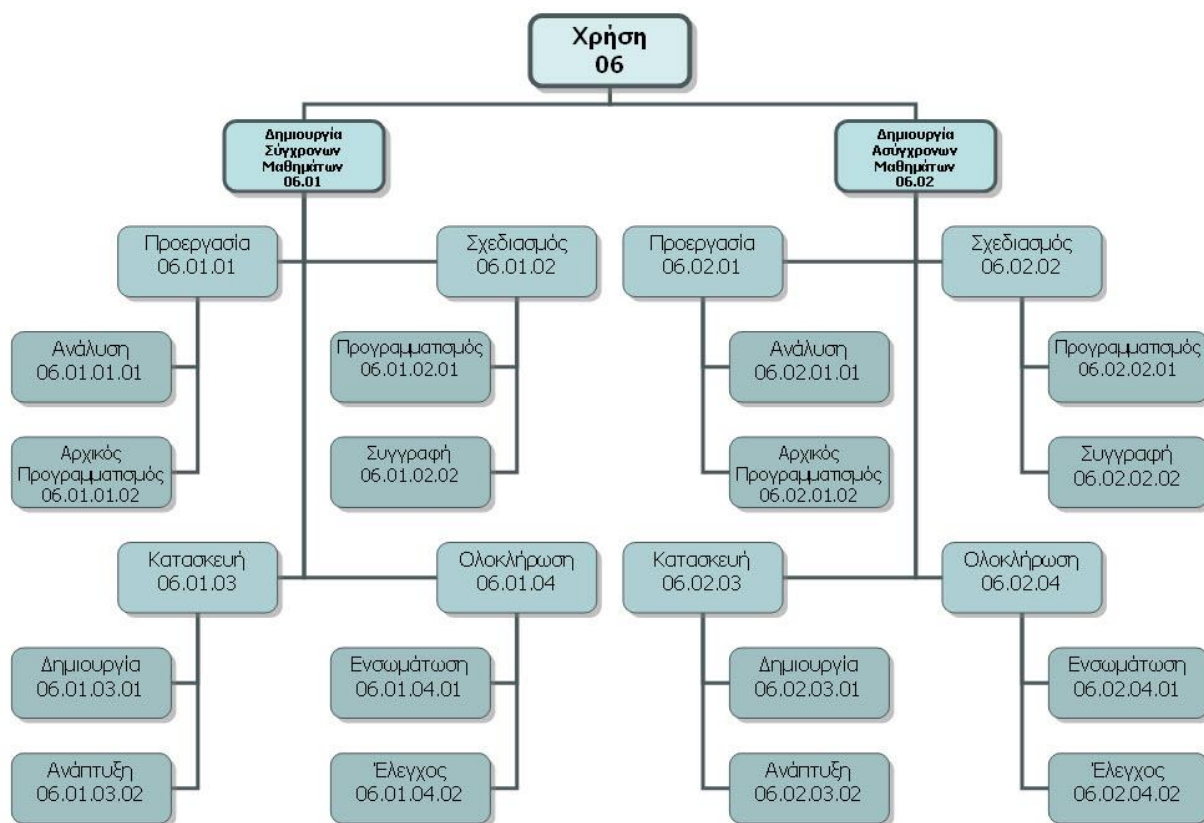 Χρήση
06
Δημιουργία
Σύγχρονων
Μαθημάτων
06.01
Δημιουργία
Ασύγχρονων
Μαθημάτων
06.02
Προεργασία
06.01.01
Σχεδιασμός
06.01.02
Προεργασία
06.02.01
Σχεδιασμός
06.02.02
Ανάλυση
06.01.01.01
Προγραμματισμός
06.01.02.01
Ανάλυση
06.02.01.01
Προγραμματισμός
06.02.02.01
Αρχικός
Προγραμματισμός
06.01.01.02
Συγγραφή
06.01.02.02
Αρχικός
Προγραμματισμός
06.02.01.02
Συγγραφή
06.02.02.02
Κατασκευή
06.01.03
Ολοκλήρωση
06.01.04
Κατασκευή
06.02.03
Ολοκλήρωση
06.02.04
Δημιουργία
06.01.03.01
Ενσωμάτωση
06.01.04.01
Δημιουργία
06.02.03.01
Ενσωμάτωση
06.02.04.01
Ανάπτυξη
06.01.03.02
Έλεγχος
06.01.04.02
Ανάπτυξη
06.02.03.02
Έλεγχος
06.02.04.02